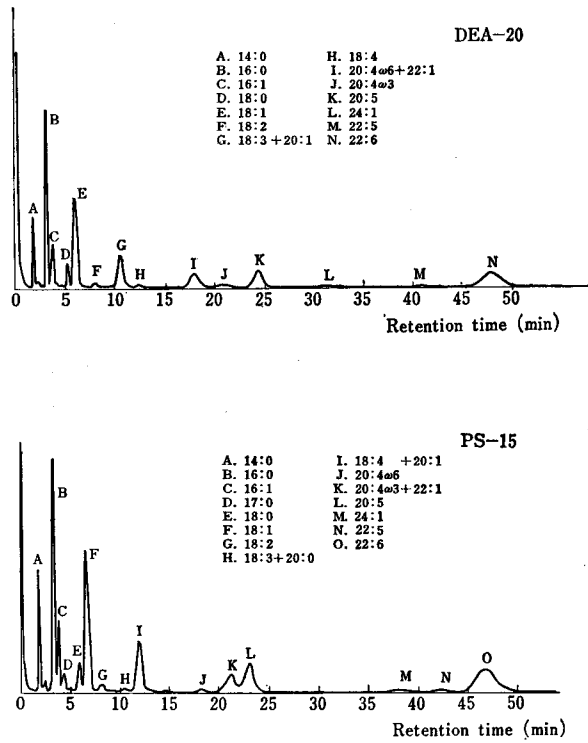 DEA-20
A. 14:0 H. 18:4
B. 16:0 I. 20:4ω6+22:1
C. 16:1 J. 20:4ω3
D. 18:0 K. 20:5
E. 18:1 L. 24:1
F. 18:2 M. 22:5
G. 18:3+20:1 N. 22:6
A B C D E F G H I J K L M N
0 5 10 15 20 25 30 35 40 45 50
Retention time (min)
PS-15
A. 14:0 I. 18:4 +20:1
B. 16:0 J. 20:4ω6
C. 16:1 K. 20:4ω3+22:1
D. 17:0 L. 20:5
E. 18:0 M. 24:1
F. 18:1 N. 22:5
G. 18:2 O. 22:6
H. 18:3+20:0
A B C D E F G H I J K L M N O
0 5 10 15 20 25 30 35 40 45 50
Retention time (min)